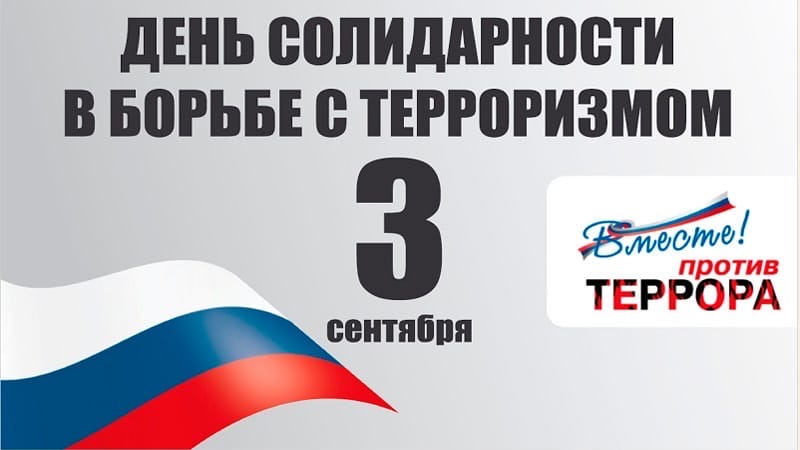 ДЕНЬ СОЛИДАРНОСТИ
В БОРЬБЕ С ТЕРРОРИЗМОМ
3
сентября
Вместе!
против
ТЕРРОРА